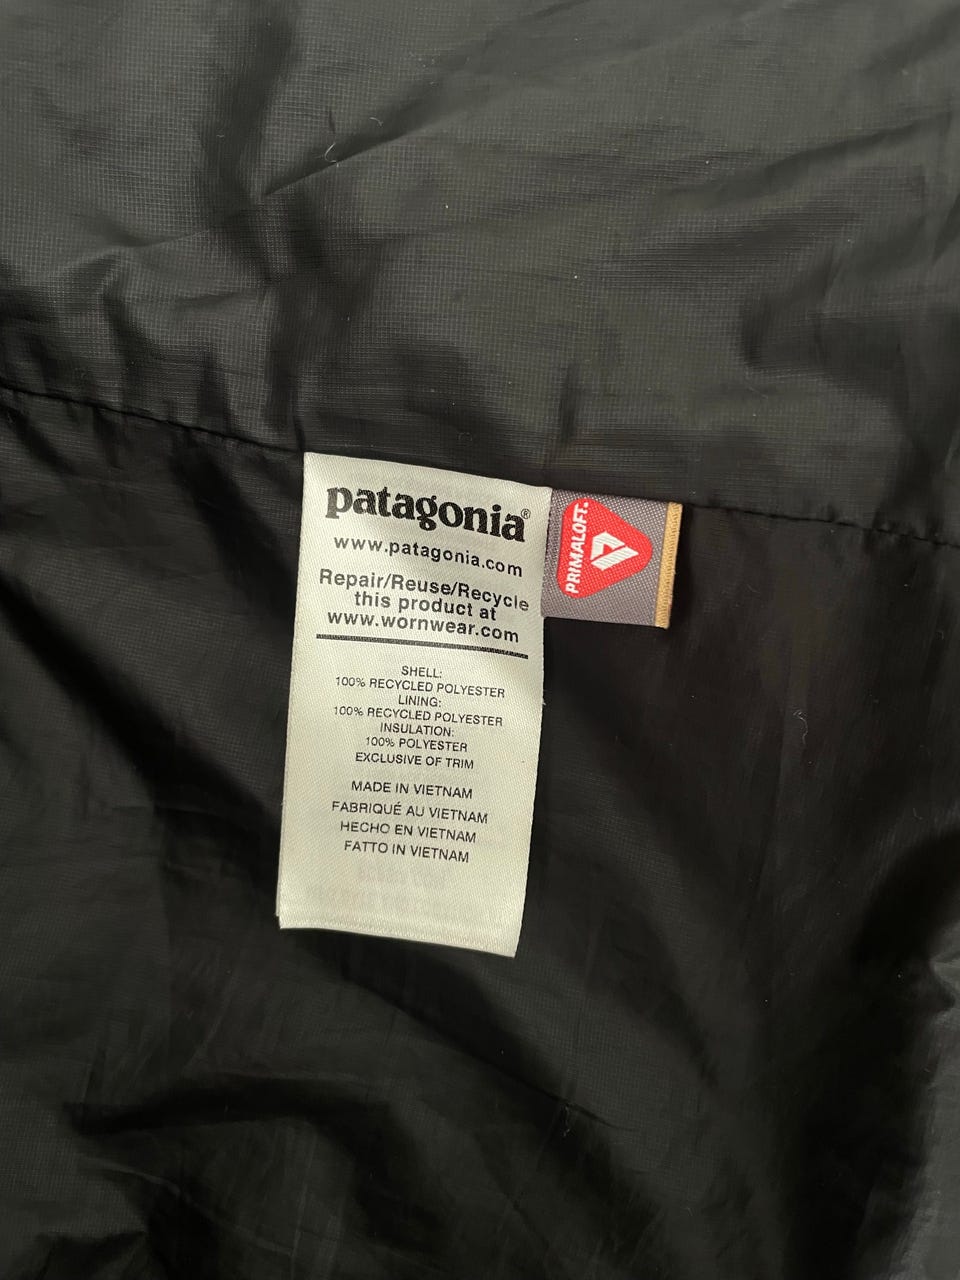 patagonia®
www.patagonia.com
Repair/Reuse/Recycle
this product at
www.wornwear.com
SHELL:
100% RECYCLED POLYESTER
LINING:
100% RECYCLED POLYESTER
INSULATION:
100% POLYESTER
EXCLUSIVE OF TRIM
MADE IN VIETNAM
FABRIQUÉ AU VIETNAM
HECHO EN VIETNAM
FATTO IN VIETNAM
PRIMALOFT.